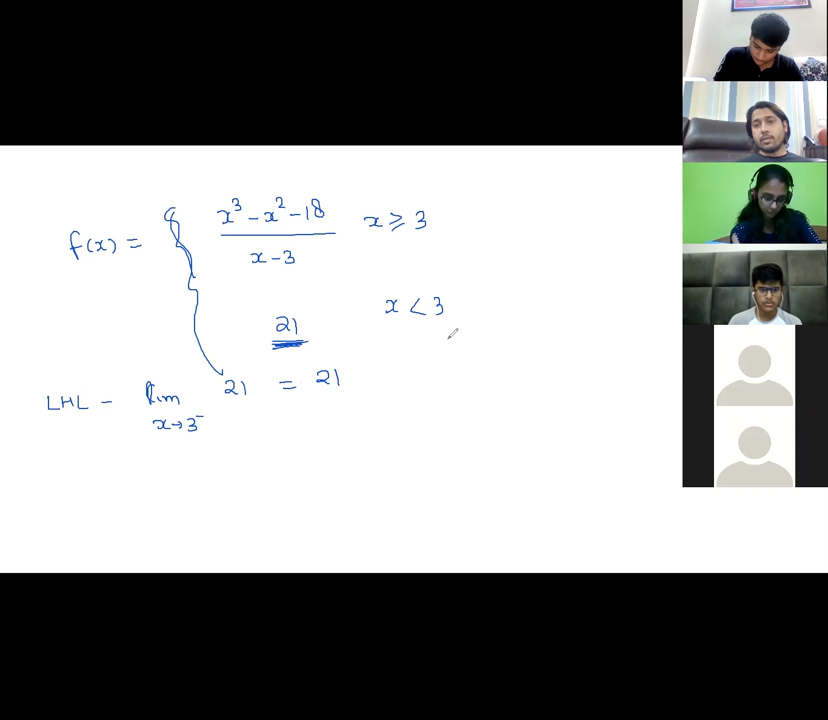 f(x) = { x³ - x² - 18 x ≥ 3
x - 3
21 x < 3
LHL - lim 21 = 21
x→3⁻